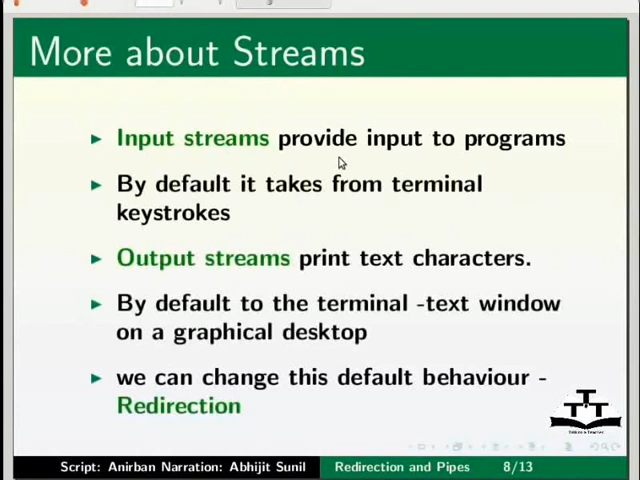 More about Streams
Input streams provide input to programs
By default it takes from terminal
keystrokes
Output streams print text characters.
By default to the terminal -text window
on a graphical desktop
we can change this default behaviour -
Redirection
Script: Anirban Narration: Abhijit Sunil
Redirection and Pipes
8/13